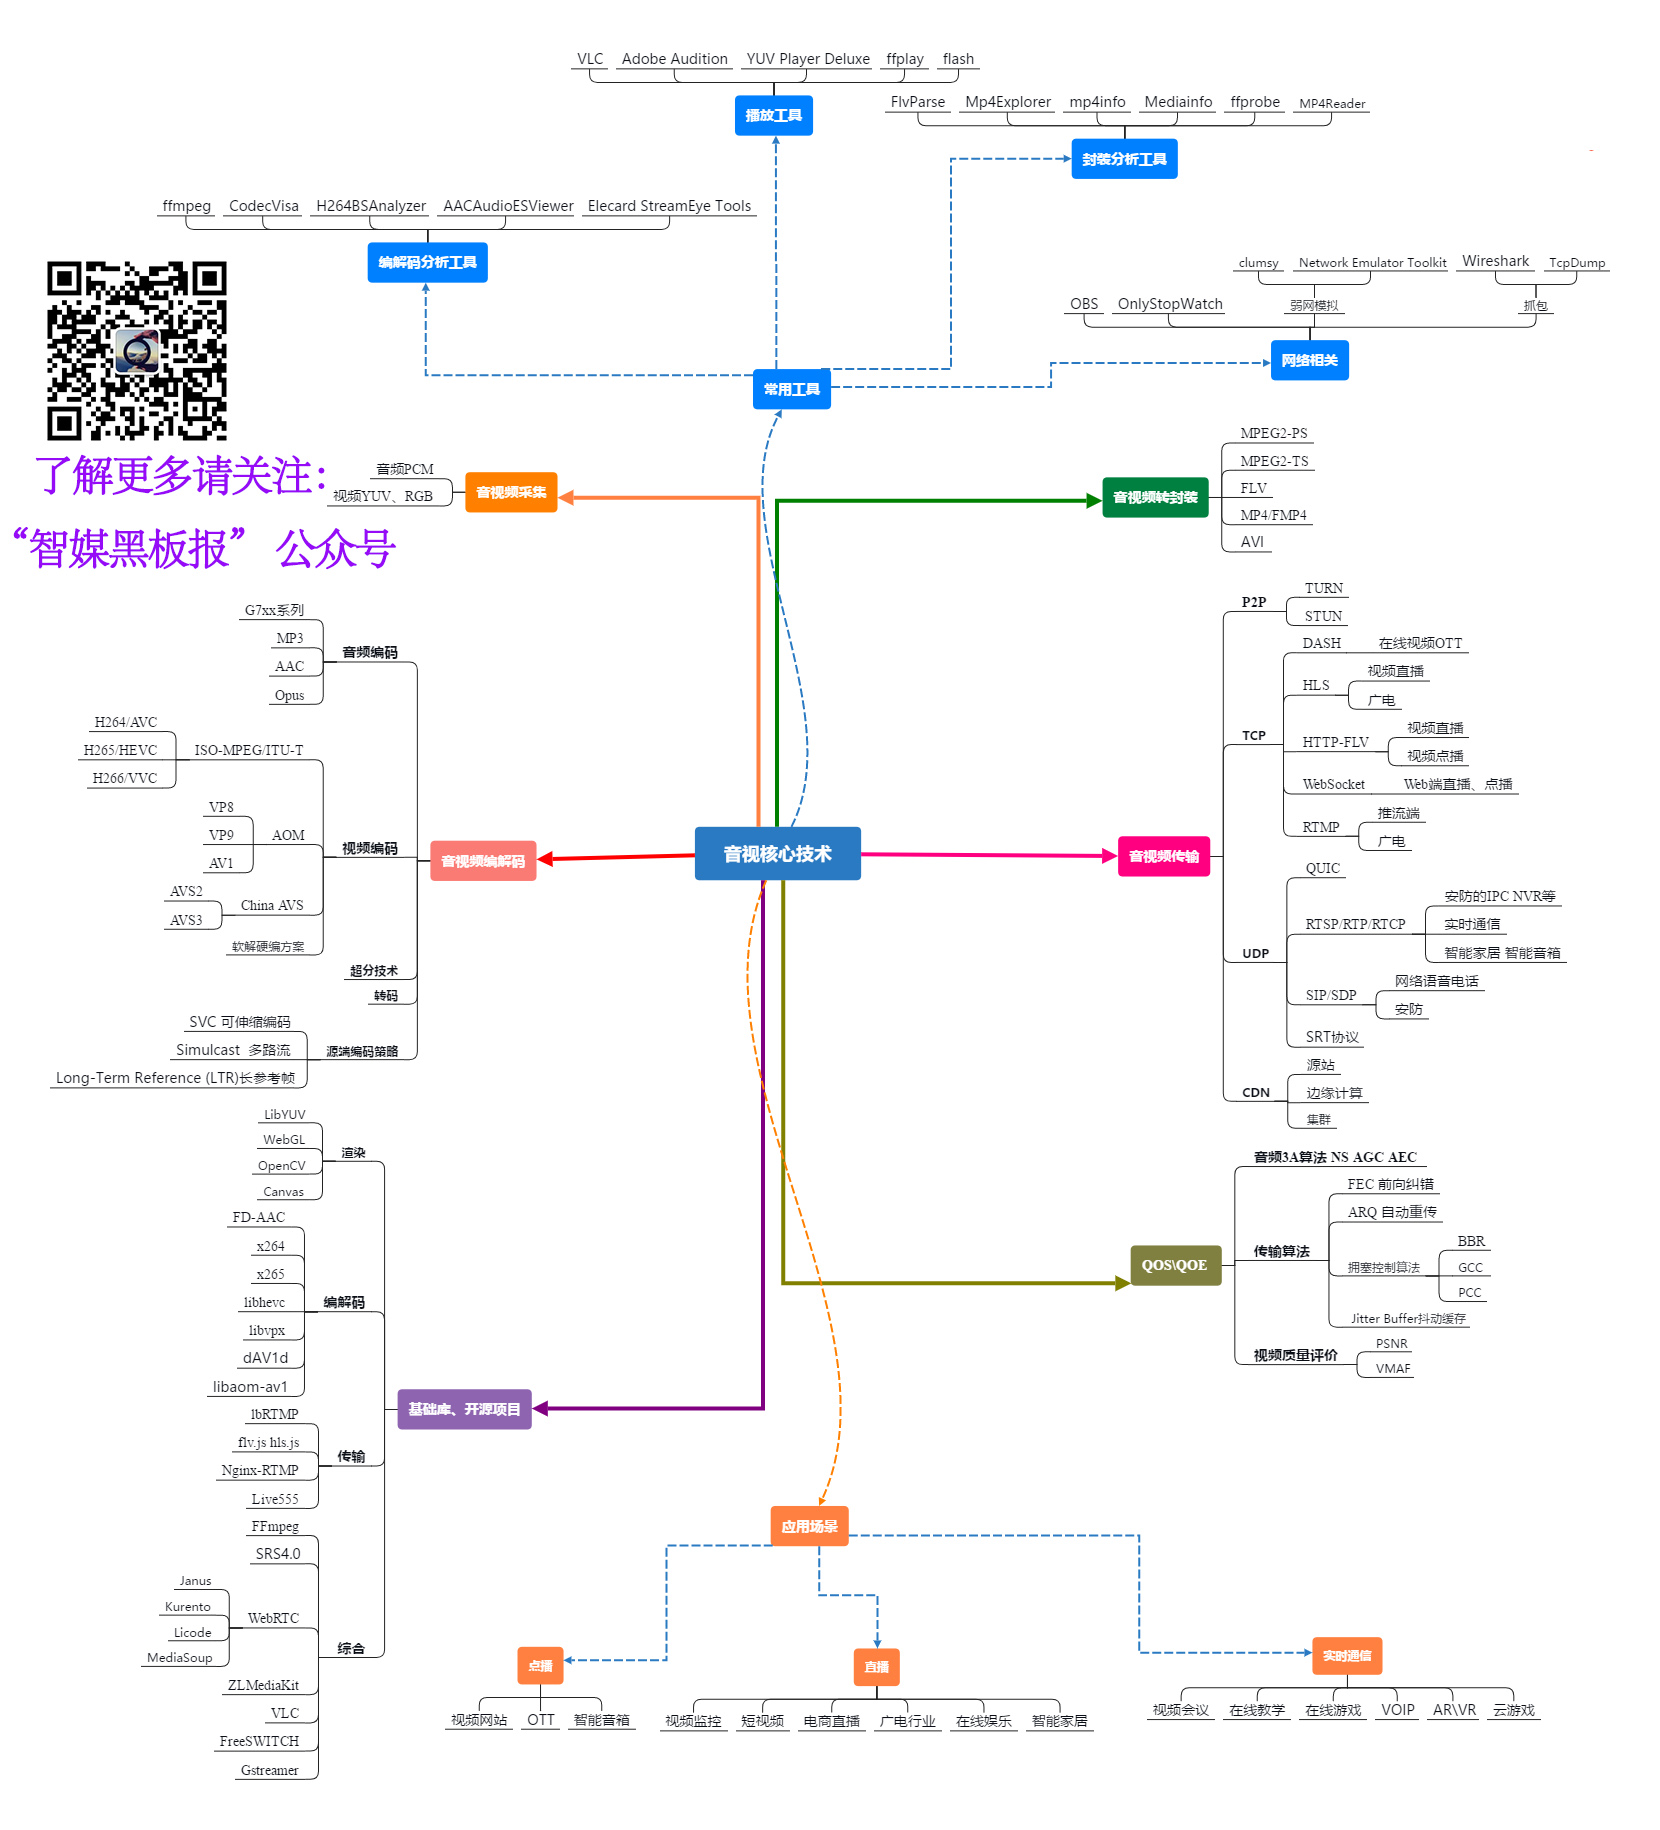 VLC
Adobe Audition
YUV Player Deluxe
ffplay
flash
播放工具
FlvParse
Mp4Explorer
mp4info
Mediainfo
ffprobe
MP4Reader
封装分析工具
ffmpeg
CodecVisa
H264BSAnalyzer
AACAudioESViewer
Elecard StreamEye Tools
编解码分析工具
clumsy
Network Emulator Toolkit
Wireshark
TcpDump
OBS
OnlyStopWatch
弱网模拟
抓包
网络相关
常用工具
了解更多请关注：
“智媒黑板报” 公众号
音频PCM
视频YUV、RGB
音视频采集
音视频转封装
MPEG2-PS
MPEG2-TS
FLV
MP4/FMP4
AVI
G7xx系列
MP3
AAC
Opus
音频编码
H264/AVC
H265/HEVC
H266/VVC
ISO-MPEG/ITU-T
VP8
VP9
AV1
AOM
视频编码
AVS2
AVS3
China AVS
软解硬编方案
超分技术
转码
SVC 可伸缩编码
Simulcast 多路流
Long-Term Reference (LTR)长参考帧
源端编码策略
音视频编解码
音视核心技术
音视频传输
P2P
TURN
STUN
TCP
DASH
在线视频OTT
HLS
视频直播
广电
HTTP-FLV
视频直播
视频点播
WebSocket
Web端直播、点播
RTMP
推流端
广电
UDP
QUIC
RTSP/RTP/RTCP
安防的IPC NVR等
实时通信
智能家居 智能音箱
SIP/SDP
网络语音电话
安防
SRT协议
CDN
源站
边缘计算
集群
LibYUV
WebGL
OpenCV
Canvas
渲染
FD-AAC
x264
x265
libhevc
libvpx
dAV1d
libaom-av1
编解码
lbRTMP
flv.js hls.js
Nginx-RTMP
Live555
传输
FFmpeg
SRS4.0
Janus
Kurento
Licode
MediaSoup
WebRTC
ZLMediaKit
VLC
FreeSWITCH
Gstreamer
综合
基础库、开源项目
QOS\QOE
音频3A算法 NS AGC AEC
传输算法
FEC 前向纠错
ARQ 自动重传
拥塞控制算法
BBR
GCC
PCC
Jitter Buffer抖动缓存
视频质量评价
PSNR
VMAF
应用场景
点播
视频网站
OTT
智能音箱
直播
视频监控
短视频
电商直播
广电行业
在线娱乐
智能家居
实时通信
视频会议
在线教学
在线游戏
VOIP
AR\VR
云游戏